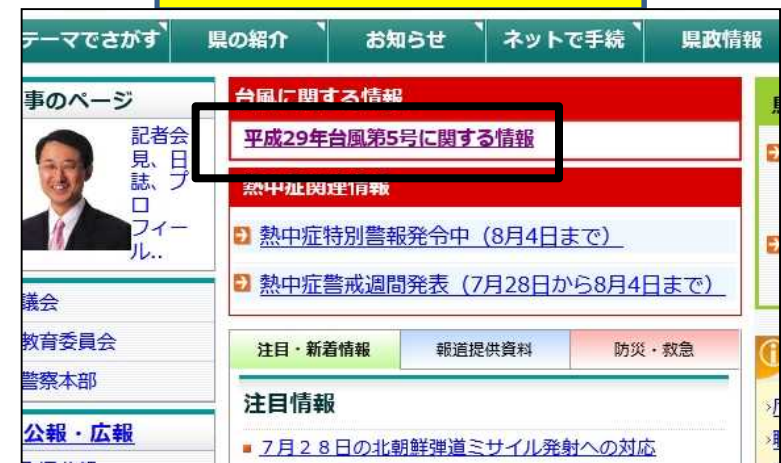 テーマでさがす 県の紹介 お知らせ ネットで手続 県政情報
事のページ
記者会
見、日
誌、プ
ロ
フィー
ル..
議会
教育委員会
警察本部
公報・広報
台風に関する情報
平成29年台風第5号に関する情報
熱中症関連情報
熱中症特別警報発令中（8月4日まで）
熱中症警戒週間発表（7月28日から8月4日まで）
注目・新着情報 報道提供資料 防災・救急
注目情報
7月28日の北朝鮮弾道ミサイル発射への対応